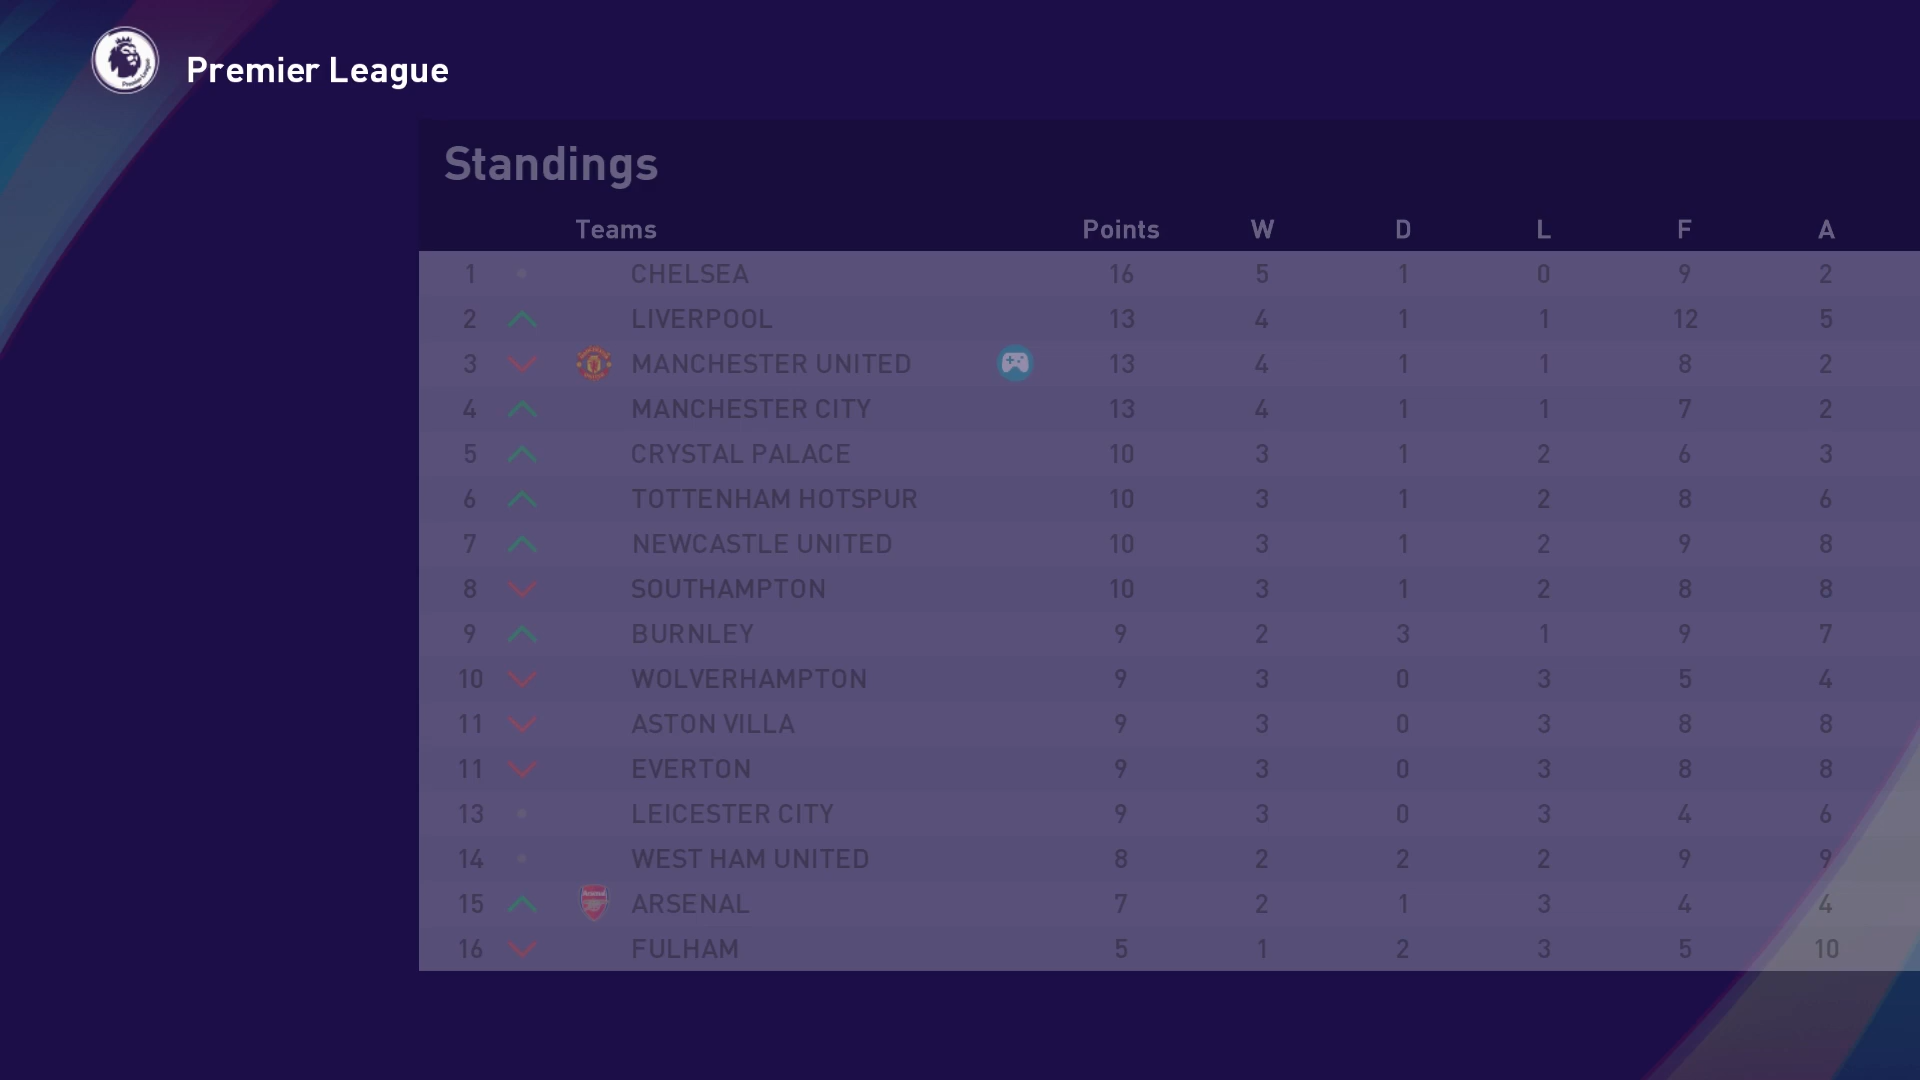 Premier League
Standings
Teams Points W D L F A
1 CHELSEA 16 5 1 0 9 2
2 LIVERPOOL 13 4 1 1 12 5
3 MANCHESTER UNITED 13 4 1 1 8 2
4 MANCHESTER CITY 13 4 1 1 7 2
5 CRYSTAL PALACE 10 3 1 2 6 3
6 TOTTENHAM HOTSPUR 10 3 1 2 8 6
7 NEWCASTLE UNITED 10 3 1 2 9 8
8 SOUTHAMPTON 10 3 1 2 8 8
9 BURNLEY 9 2 3 1 9 7
10 WOLVERHAMPTON 9 3 0 3 5 4
11 ASTON VILLA 9 3 0 3 8 8
11 EVERTON 9 3 0 3 8 8
13 LEICESTER CITY 9 3 0 3 4 6
14 WEST HAM UNITED 8 2 2 2 9 9
15 ARSENAL 7 2 1 3 4 4
16 FULHAM 5 1 2 3 5 10